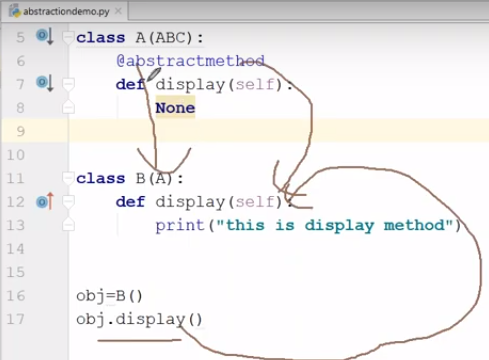 abstractiondemo.py ×
5 class A(ABC):
6 @abstractmethod
7 def display(self):
8 None
9
10
11 class B(A):
12 def display(self):
13 print("this is display method")
14
15
16 obj=B()
17 obj.display()